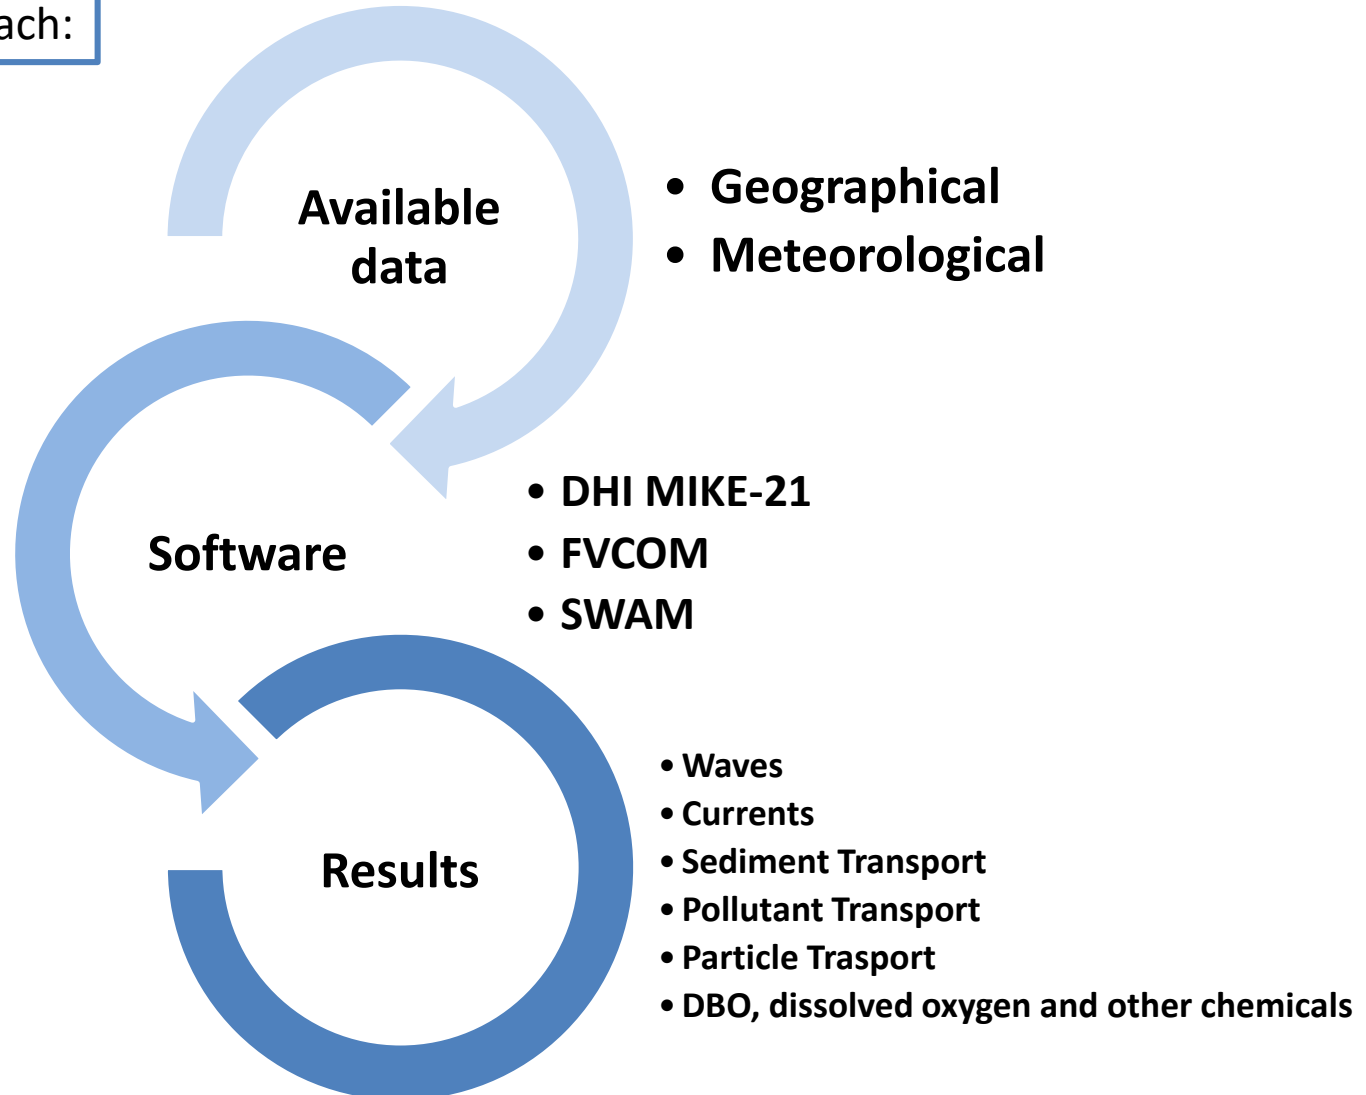 ach:
Available
data
• Geographical
• Meteorological
Software
• DHI MIKE-21
• FVCOM
• SWAM
Results
• Waves
• Currents
• Sediment Transport
• Pollutant Transport
• Particle Trasport
• DBO, dissolved oxygen and other chemicals